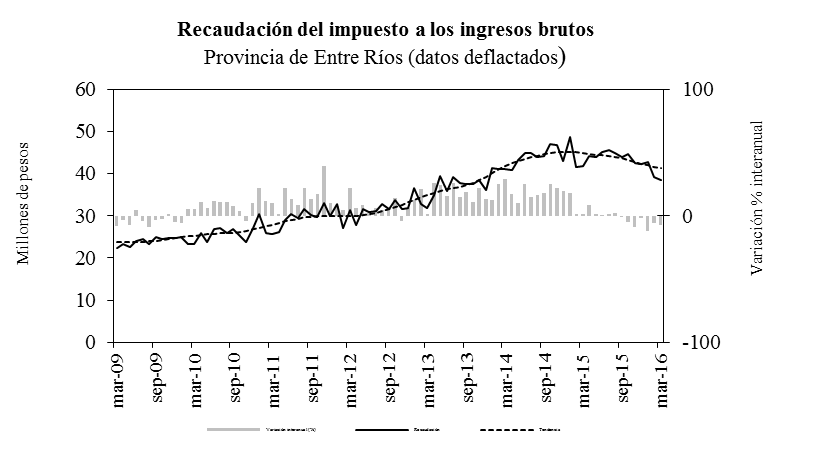 Recaudación del impuesto a los ingresos brutos
Provincia de Entre Ríos (datos deflactados)
Millones de pesos
Variación % interanual
60
50
40
30
20
10
0
100
0
-100
mar-09
sep-09
mar-10
sep-10
mar-11
sep-11
mar-12
sep-12
mar-13
sep-13
mar-14
sep-14
mar-15
sep-15
mar-16
Variación interanual (%)
Recaudación
Tendencia